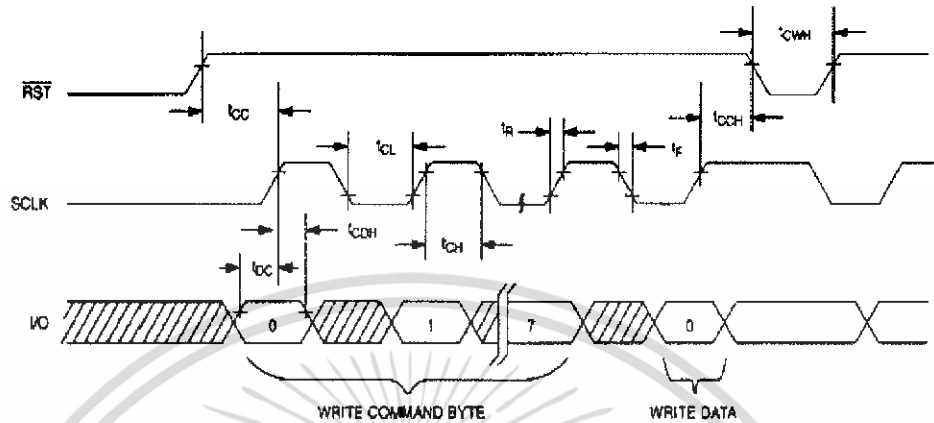 RST
tCC
tCWH
tCDH
tR
tF
tCL
SCLK
tCDH
tCH
tDC
I/O
0 1 7 0
WRITE COMMAND BYTE WRITE DATA